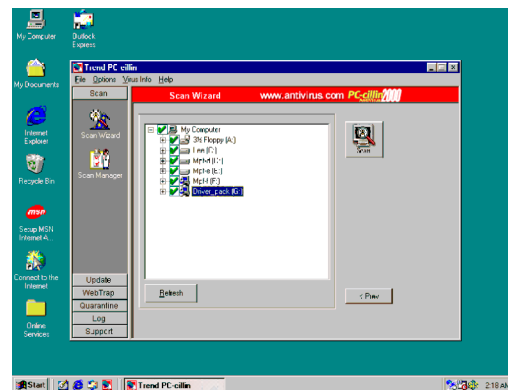 My Computer
Outlook
Express
My Documents
Internet
Explorer
Recycle Bin
msn
Setup MSN
Internet A...
Connect to the
Internet
Online
Services
Trend PC-cillin
File Options Virus Info Help
Scan
Scan Wizard
Scan Manager
Update
WebTrap
Quarantine
Log
Support
Scan Wizard www.antivirus.com PC-cillin 2000
My Computer
3½ Floppy (A:)
(C:)
(D:)
(E:)
(F:)
Driver_pack (G:)
Scan
Refresh
< Prev
Start
Trend PC-cillin
2:18 AM